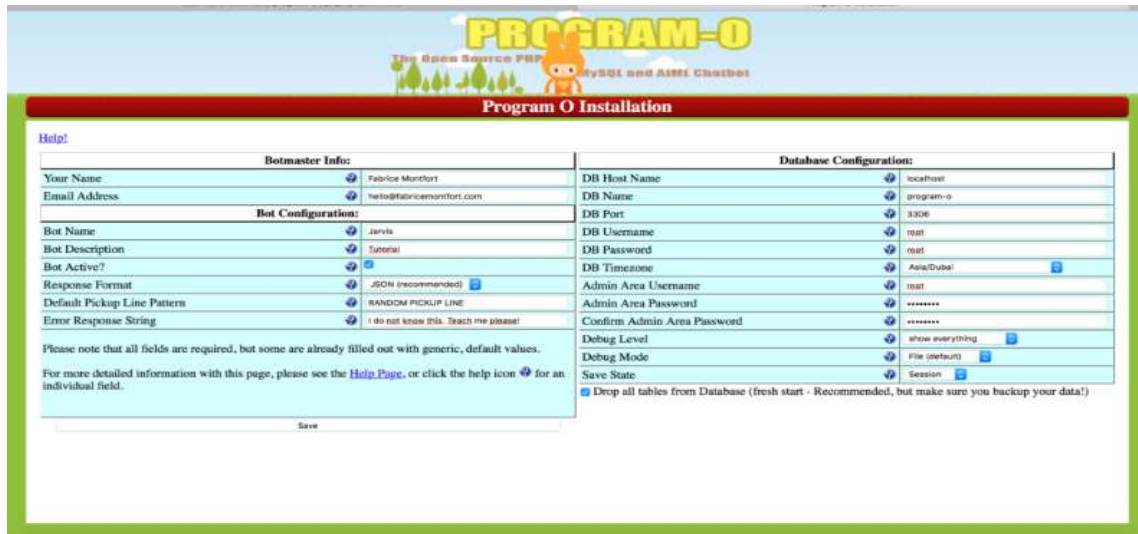 PROGRAM-O
The Open Source PHP
MySQL and AIML Chatbot
Program O Installation
Help!
Botmaster Info:
Your Name Fabrice Montfort
Email Address hello@fabricemontfort.com
Bot Configuration:
Bot Name Jarvis
Bot Description Tutorial
Bot Active?
Response Format JSON (recommended)
Default Pickup Line Pattern RANDOM PICKUP LINE
Error Response String I do not know this. Teach me please!
Please note that all fields are required, but some are already filled out with generic, default values.
For more detailed information with this page, please see the Help Page, or click the help icon ? for an
individual field.
Save
Database Configuration:
DB Host Name localhost
DB Name program-o
DB Port 3306
DB Username root
DB Password root
DB Timezone Asia/Dubai
Admin Area Username root
Admin Area Password ••••••••
Confirm Admin Area Password ••••••••
Debug Level show everything
Debug Mode File (default)
Save State Session
Drop all tables from Database (fresh start - Recommended, but make sure you backup your data!)